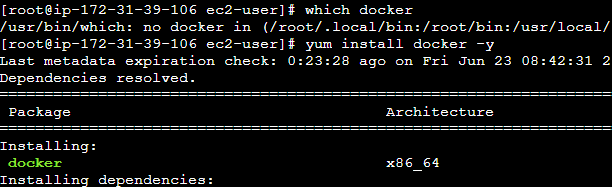 [root@ip-172-31-39-106 ec2-user]# which docker
/usr/bin/which: no docker in (/root/.local/bin:/root/bin:/usr/local/
[root@ip-172-31-39-106 ec2-user]# yum install docker -y
Last metadata expiration check: 0:23:28 ago on Fri Jun 23 08:42:31 2
Dependencies resolved.
================================================================================
Package Architecture
================================================================================
Installing:
docker x86_64
Installing dependencies: